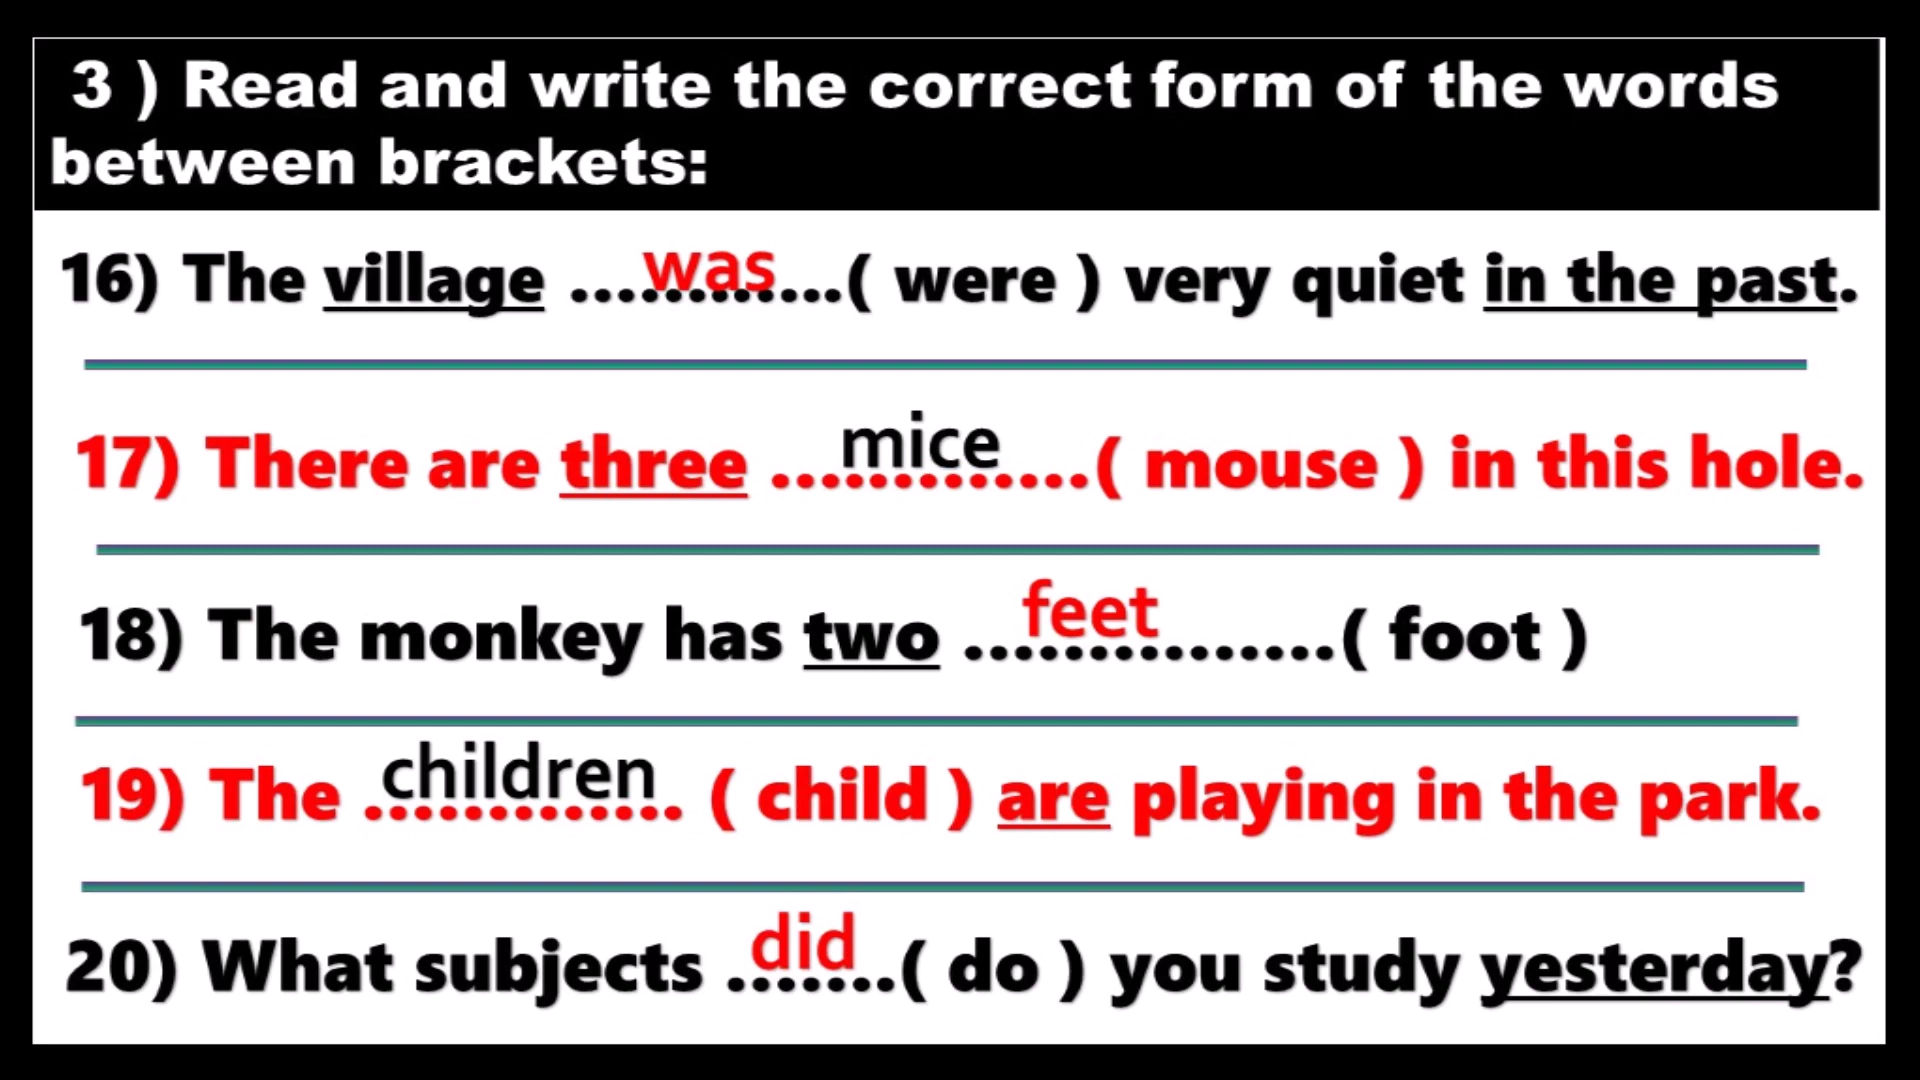 3 ) Read and write the correct form of the words
between brackets:
16) The village ....was....( were ) very quiet in the past.
17) There are three ....mice....( mouse ) in this hole.
18) The monkey has two ....feet....( foot )
19) The ....children.... ( child ) are playing in the park.
20) What subjects ..did..( do ) you study yesterday?